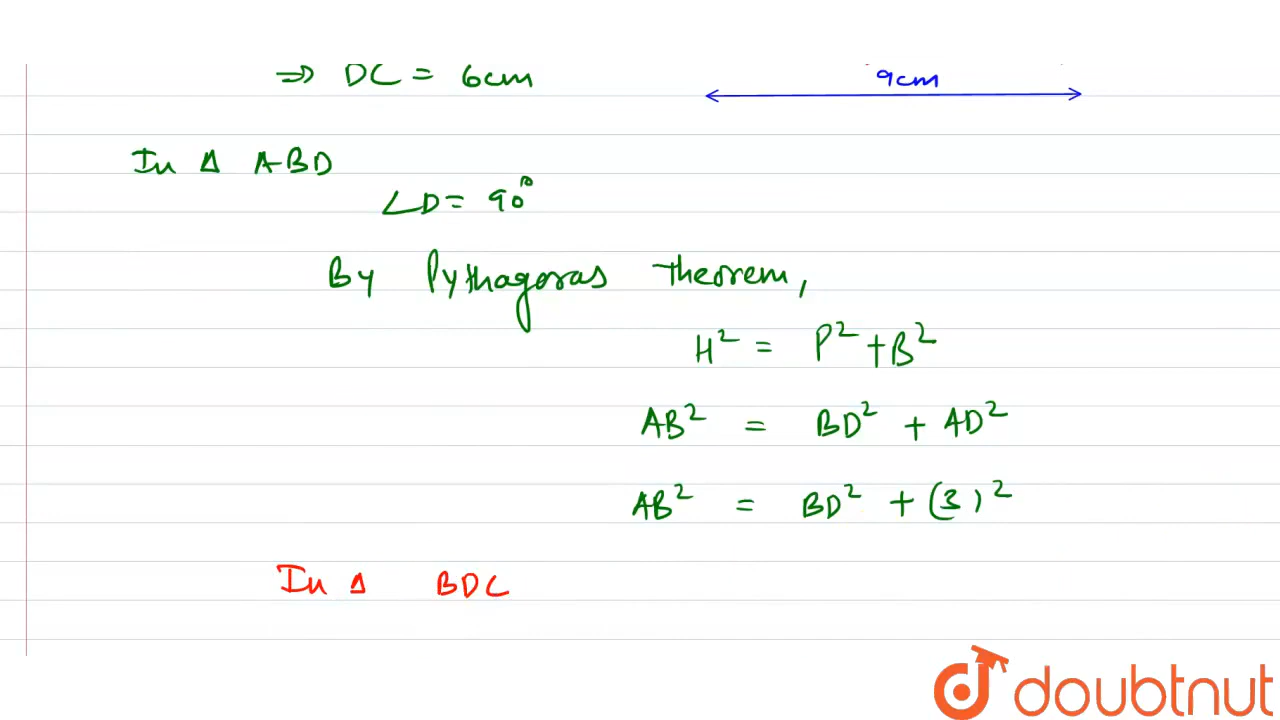 ⇒ DC = 6cm
9cm
In Δ ABD
∠D = 90°
By Pythagoras Theorem,
H² = P² + B²
AB² = BD² + AD²
AB² = BD² + (3)²
In Δ BDC
doubtnut